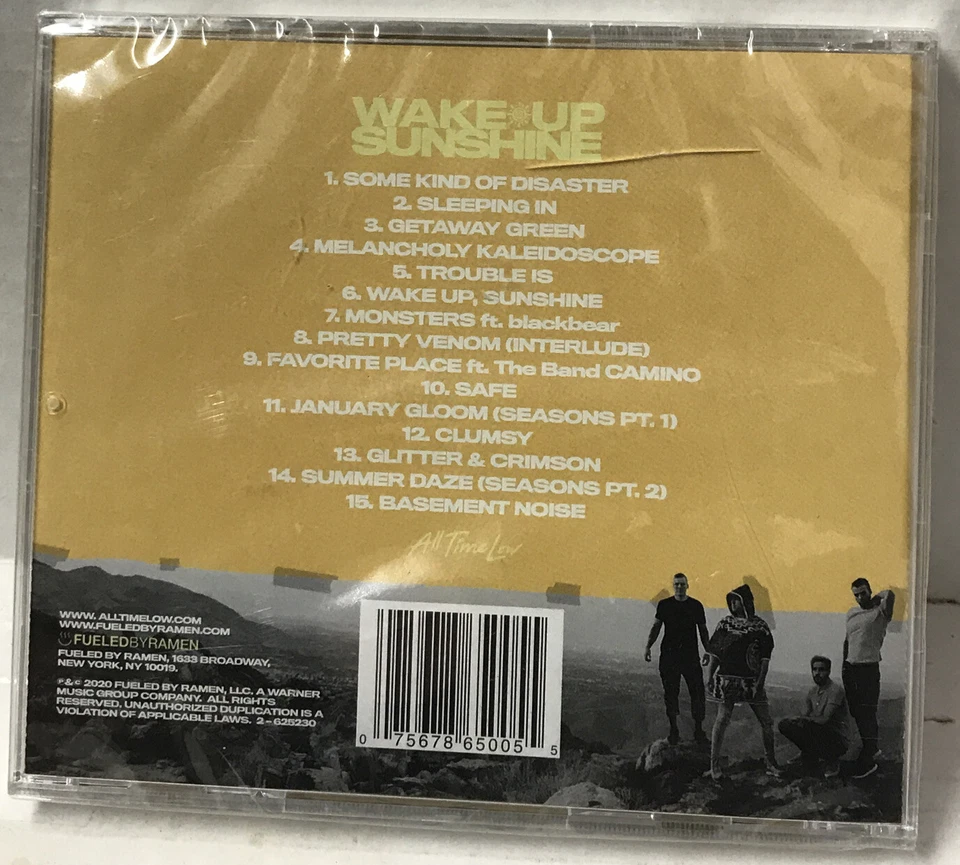 WAKE UP
SUNSHINE
1. SOME KIND OF DISASTER
2. SLEEPING IN
3. GETAWAY GREEN
4. MELANCHOLY KALEIDOSCOPE
5. TROUBLE IS
6. WAKE UP, SUNSHINE
7. MONSTERS ft. blackbear
8. PRETTY VENOM (INTERLUDE)
9. FAVORITE PLACE ft. The Band CAMINO
10. SAFE
11. JANUARY GLOOM (SEASONS PT. 1)
12. CLUMSY
13. GLITTER & CRIMSON
14. SUMMER DAZE (SEASONS PT. 2)
15. BASEMENT NOISE
All Time Low
WWW. ALLTIMELOW.COM
WWW.FUELEDBYRAMEN.COM
FUELEDBYRAMEN
FUELED BY RAMEN, 1633 BROADWAY,
NEW YORK, NY 10019.
℗&© 2020 FUELED BY RAMEN, LLC. A WARNER
MUSIC GROUP COMPANY. ALL RIGHTS
RESERVED. UNAUTHORIZED DUPLICATION IS A
VIOLATION OF APPLICABLE LAWS. 2-625230
0 75678 65005 5